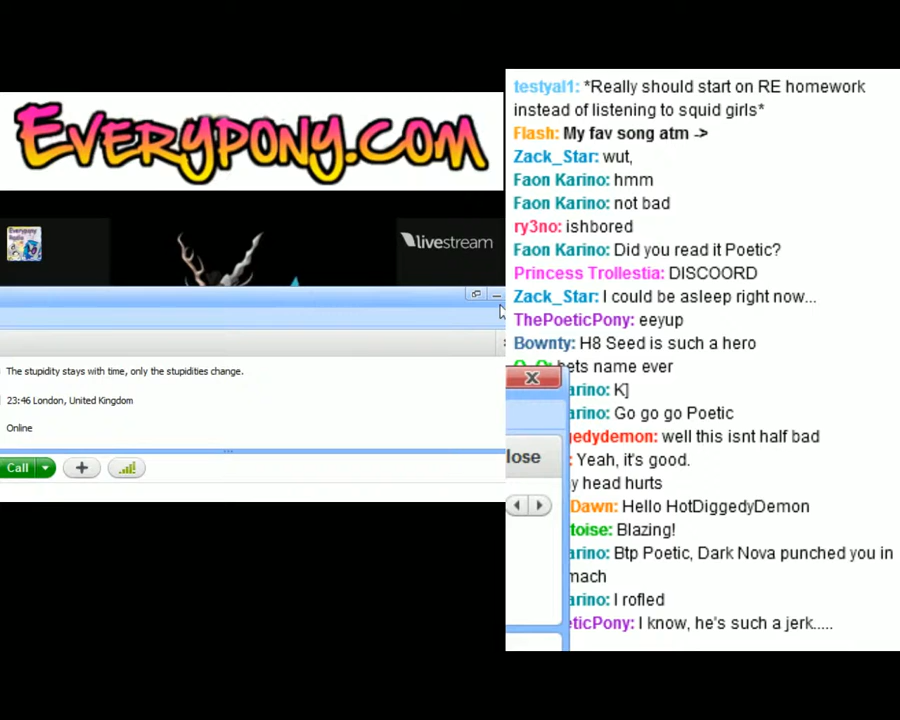 EVERYPONY.COM
Everypony
Radio
livestream
The stupidity stays with time, only the stupidities change.
23:46 London, United Kingdom
Online
Call
testyal1: *Really should start on RE homework
instead of listening to squid girls*
Flash: My fav song atm ->
Zack_Star: wut,
Faon Karino: hmm
Faon Karino: not bad
ry3no: ishbored
Faon Karino: Did you read it Poetic?
Princess Trollestia: DISCOORD
Zack_Star: I could be asleep right now...
ThePoeticPony: eeyup
Bownty: H8 Seed is such a hero
bets name ever
arino: K]
arino: Go go go Poetic
gedydemon: well this isnt half bad
: Yeah, it's good.
y head hurts
Dawn: Hello HotDiggedyDemon
toise: Blazing!
arino: Btp Poetic, Dark Nova punched you in
mach
arino: I rofled
eticPony: I know, he's such a jerk.....
lose